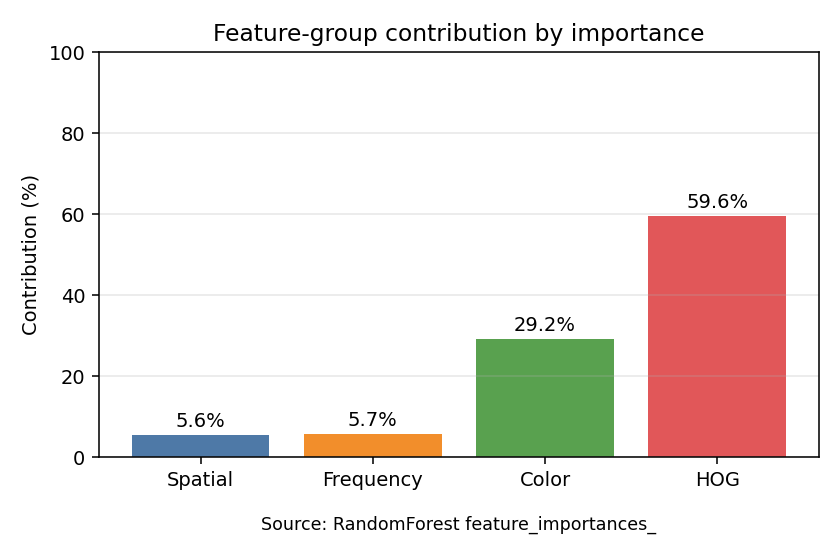 Feature-group contribution by importance
100
80
60
40
20
0
Contribution (%)
5.6%
5.7%
29.2%
59.6%
Spatial
Frequency
Color
HOG
Source: RandomForest feature_importances_